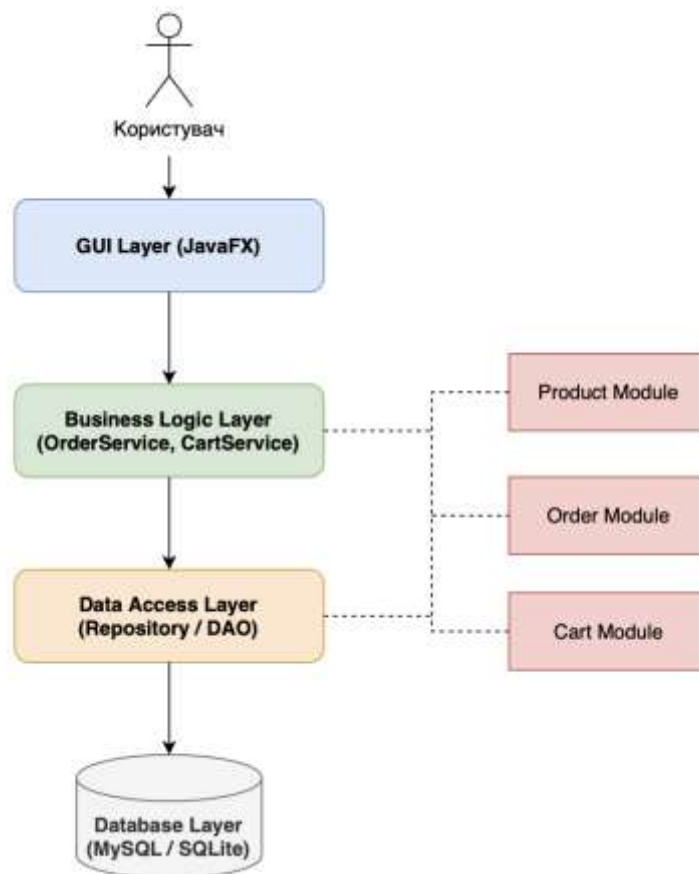 Користувач
GUI Layer (JavaFX)
Business Logic Layer
(OrderService, CartService)
Product Module
Order Module
Data Access Layer
(Repository / DAO)
Cart Module
Database Layer
(MySQL / SQLite)